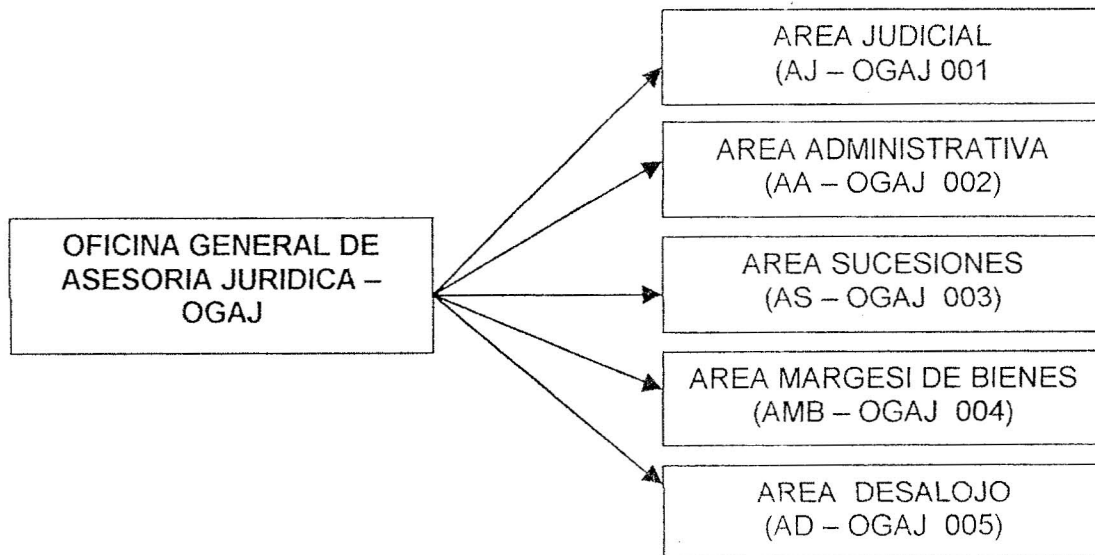 OFICINA GENERAL DE
ASESORIA JURIDICA –
OGAJ
AREA JUDICIAL
(AJ – OGAJ 001
AREA ADMINISTRATIVA
(AA – OGAJ 002)
AREA SUCESIONES
(AS – OGAJ 003)
AREA MARGESI DE BIENES
(AMB – OGAJ 004)
AREA DESALOJO
(AD – OGAJ 005)